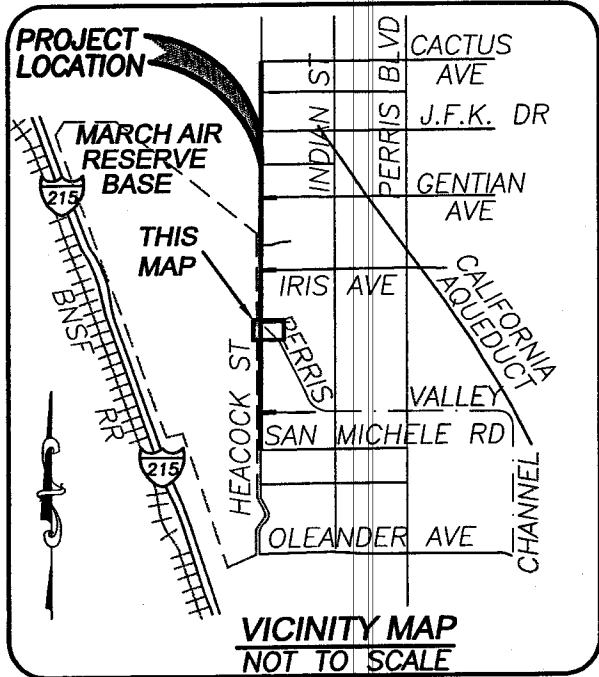 PROJECT
LOCATION
CACTUS
AVE
INDIAN ST
PERRIS BLVD
J.F.K. DR
MARCH AIR
RESERVE
BASE
215
GENTIAN
AVE
THIS
MAP
IRIS AVE
CALIFORNIA
AQUEDUCT
BNSF RR
HEACOCK ST
PERRIS
VALLEY
CHANNEL
SAN MICHELE RD
215
OLEANDER AVE
VICINITY MAP
NOT TO SCALE